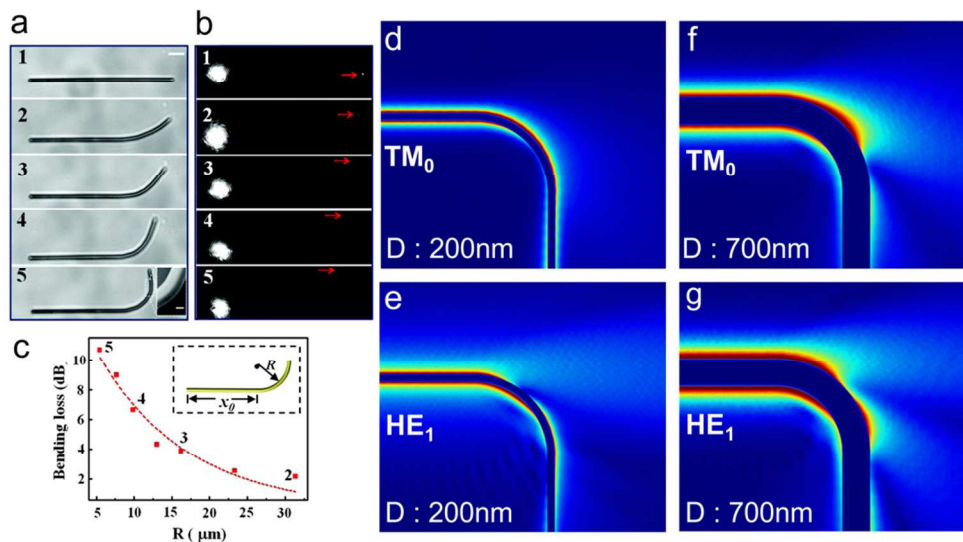 a
1
2
3
4
5
b
1
2
3
4
5
c
Bending loss (dB)
10
8
6
4
2
5
4
3
2
R
x₀
5 10 15 20 25 30
R ( μm)
d
TM₀
D : 200nm
e
HE₁
D : 200nm
f
TM₀
D : 700nm
g
HE₁
D : 700nm